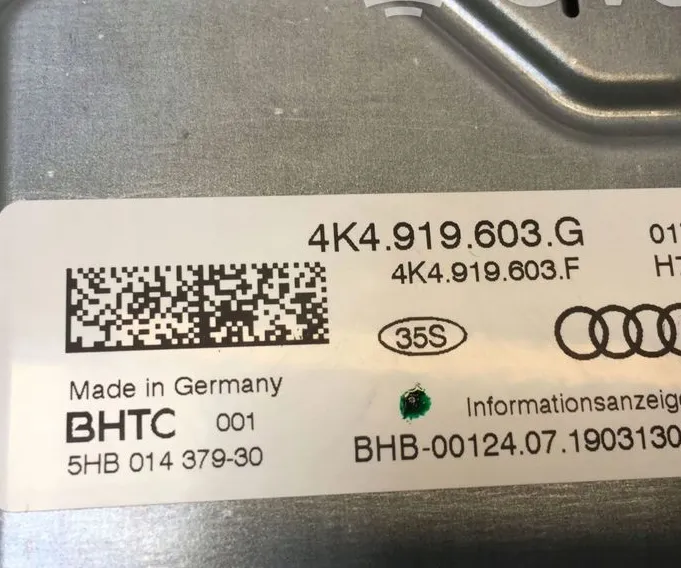 4K4.919.603.G
4K4.919.603.F
35S
Made in Germany
BHTC 001
5HB 014 379-30
Informationsanzeige
BHB-00124.07.1903130